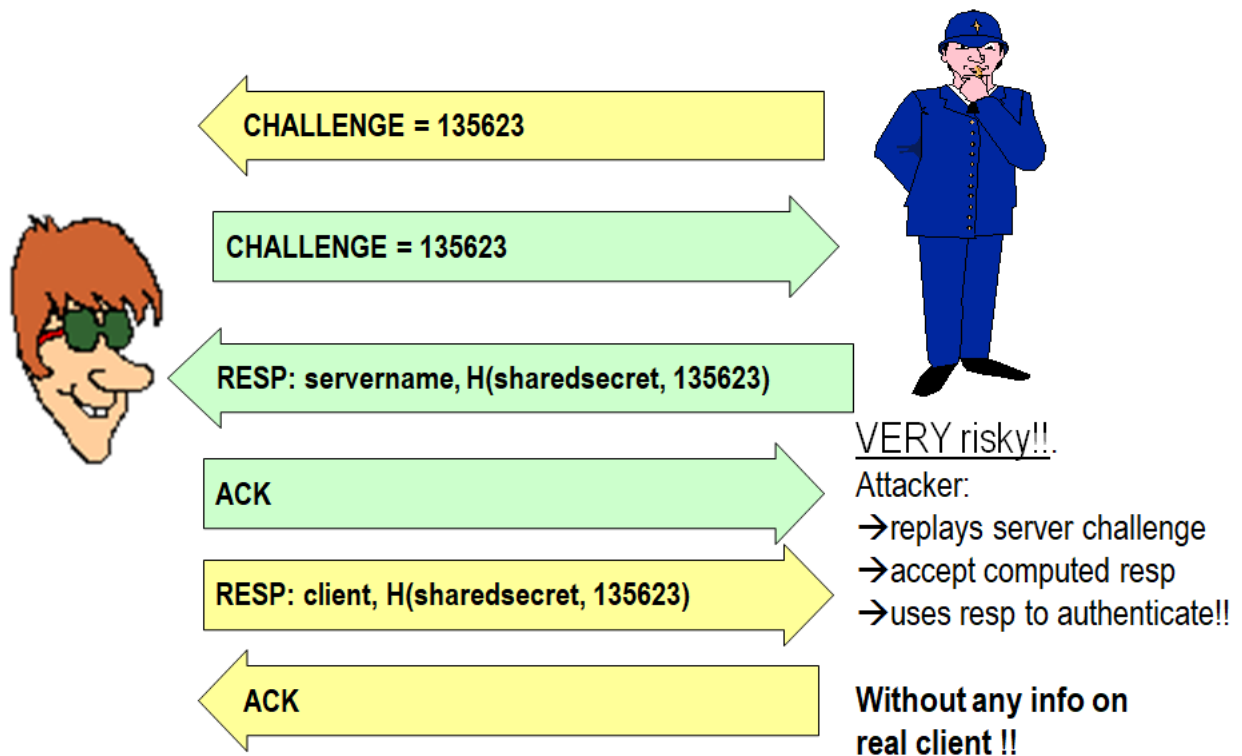 CHALLENGE = 135623
CHALLENGE = 135623
RESP: servername, H(sharedsecret, 135623)
ACK
RESP: client, H(sharedsecret, 135623)
ACK
VERY risky!!.
Attacker:
→replays server challenge
→accept computed resp
→uses resp to authenticate!!
Without any info on
real client !!